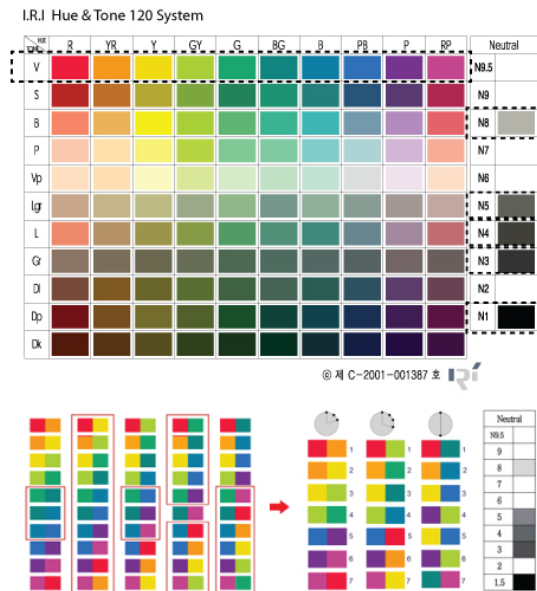 I.R.I Hue & Tone 120 System
HUE
TONE
R YR Y GY G BG B PB P RP Neutral
V N9.5
S N9
B N8
P N7
Vp N6
Lgr N5
L N4
Gr N3
Dl N2
Dp N1
Dk
ⓒ 제 C-2001-001387 호 IRI
Neutral
N9.5
9
8
7
6
5
4
3
2
1.5
1 1 1
2 2 2
3 3 3
4 4 4
5 5 5
6 6 6
7 7 7